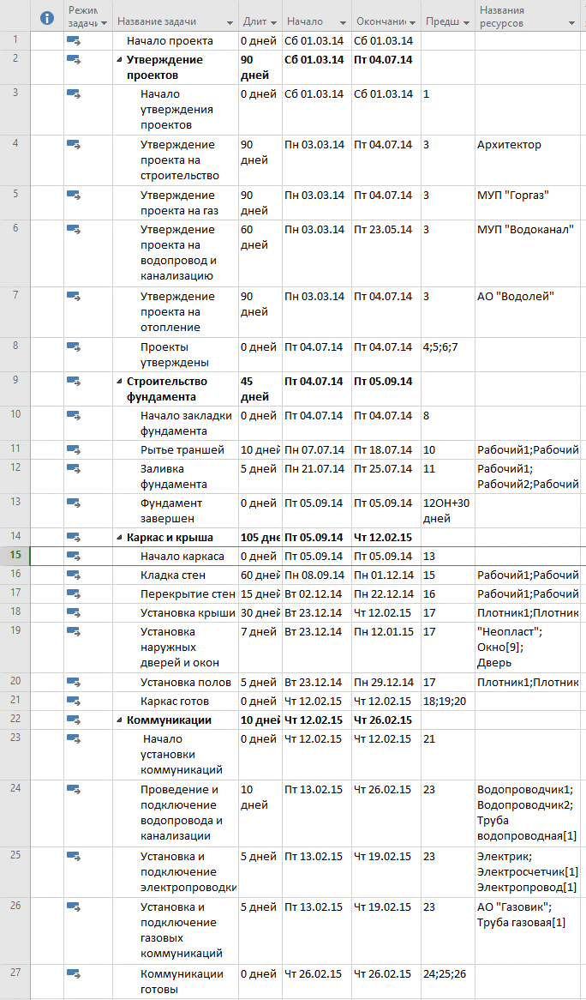 Режим задачи Название задачи Длит Начало Окончание Предш Названия ресурсов
1 Начало проекта 0 дней Сб 01.03.14 Сб 01.03.14
2 Утверждение проектов 90 дней Сб 01.03.14 Пт 04.07.14
3 Начало утверждения проектов 0 дней Сб 01.03.14 Сб 01.03.14 1
4 Утверждение проекта на строительство 90 дней Пн 03.03.14 Пт 04.07.14 3 Архитектор
5 Утверждение проекта на газ 90 дней Пн 03.03.14 Пт 04.07.14 3 МУП "Горгаз"
6 Утверждение проекта на водопровод и канализацию 60 дней Пн 03.03.14 Пт 23.05.14 3 МУП "Водоканал"
7 Утверждение проекта на отопление 90 дней Пн 03.03.14 Пт 04.07.14 3 АО "Водолей"
8 Проекты утверждены 0 дней Пт 04.07.14 Пт 04.07.14 4;5;6;7
9 Строительство фундамента 45 дней Пт 04.07.14 Пт 05.09.14
10 Начало закладки фундамента 0 дней Пт 04.07.14 Пт 04.07.14 8
11 Рытье траншей 10 дней Пн 07.07.14 Пт 18.07.14 10 Рабочий1;Рабочий
12 Заливка фундамента 5 дней Пн 21.07.14 Пт 25.07.14 11 Рабочий1; Рабочий2;Рабочий
13 Фундамент завершен 0 дней Пт 05.09.14 Пт 05.09.14 12ОН+30 дней
14 Каркас и крыша 105 дне Пт 05.09.14 Чт 12.02.15
15 Начало каркаса 0 дней Пт 05.09.14 Пт 05.09.14 13
16 Кладка стен 60 дней Пн 08.09.14 Пн 01.12.14 15 Рабочий1;Рабочий
17 Перекрытие стен 15 дней Вт 02.12.14 Пн 22.12.14 16 Рабочий1;Рабочий
18 Установка крыши 30 дней Вт 23.12.14 Чт 12.02.15 17 Плотник1;Плотник
19 Установка наружных дверей и окон 7 дней Вт 23.12.14 Пн 12.01.15 17 "Неопласт"; Окно[9]; Дверь
20 Установка полов 5 дней Вт 23.12.14 Пн 29.12.14 17 Плотник1;Плотник
21 Каркас готов 0 дней Чт 12.02.15 Чт 12.02.15 18;19;20
22 Коммуникации 10 дней Чт 12.02.15 Чт 26.02.15
23 Начало установки коммуникаций 0 дней Чт 12.02.15 Чт 12.02.15 21
24 Проведение и подключение водопровода и канализации 10 дней Пт 13.02.15 Чт 26.02.15 23 Водопроводчик1; Водопроводчик2; Труба водопроводная[1]
25 Установка и подключение электропроводки 5 дней Пт 13.02.15 Чт 19.02.15 23 Электрик; Электросчетчик[1] Электропровод[1]
26 Установка и подключение газовых коммуникаций 5 дней Пт 13.02.15 Чт 19.02.15 23 АО "Газовик"; Труба газовая[1]
27 Коммуникации готовы 0 дней Чт 26.02.15 Чт 26.02.15 24;25;26